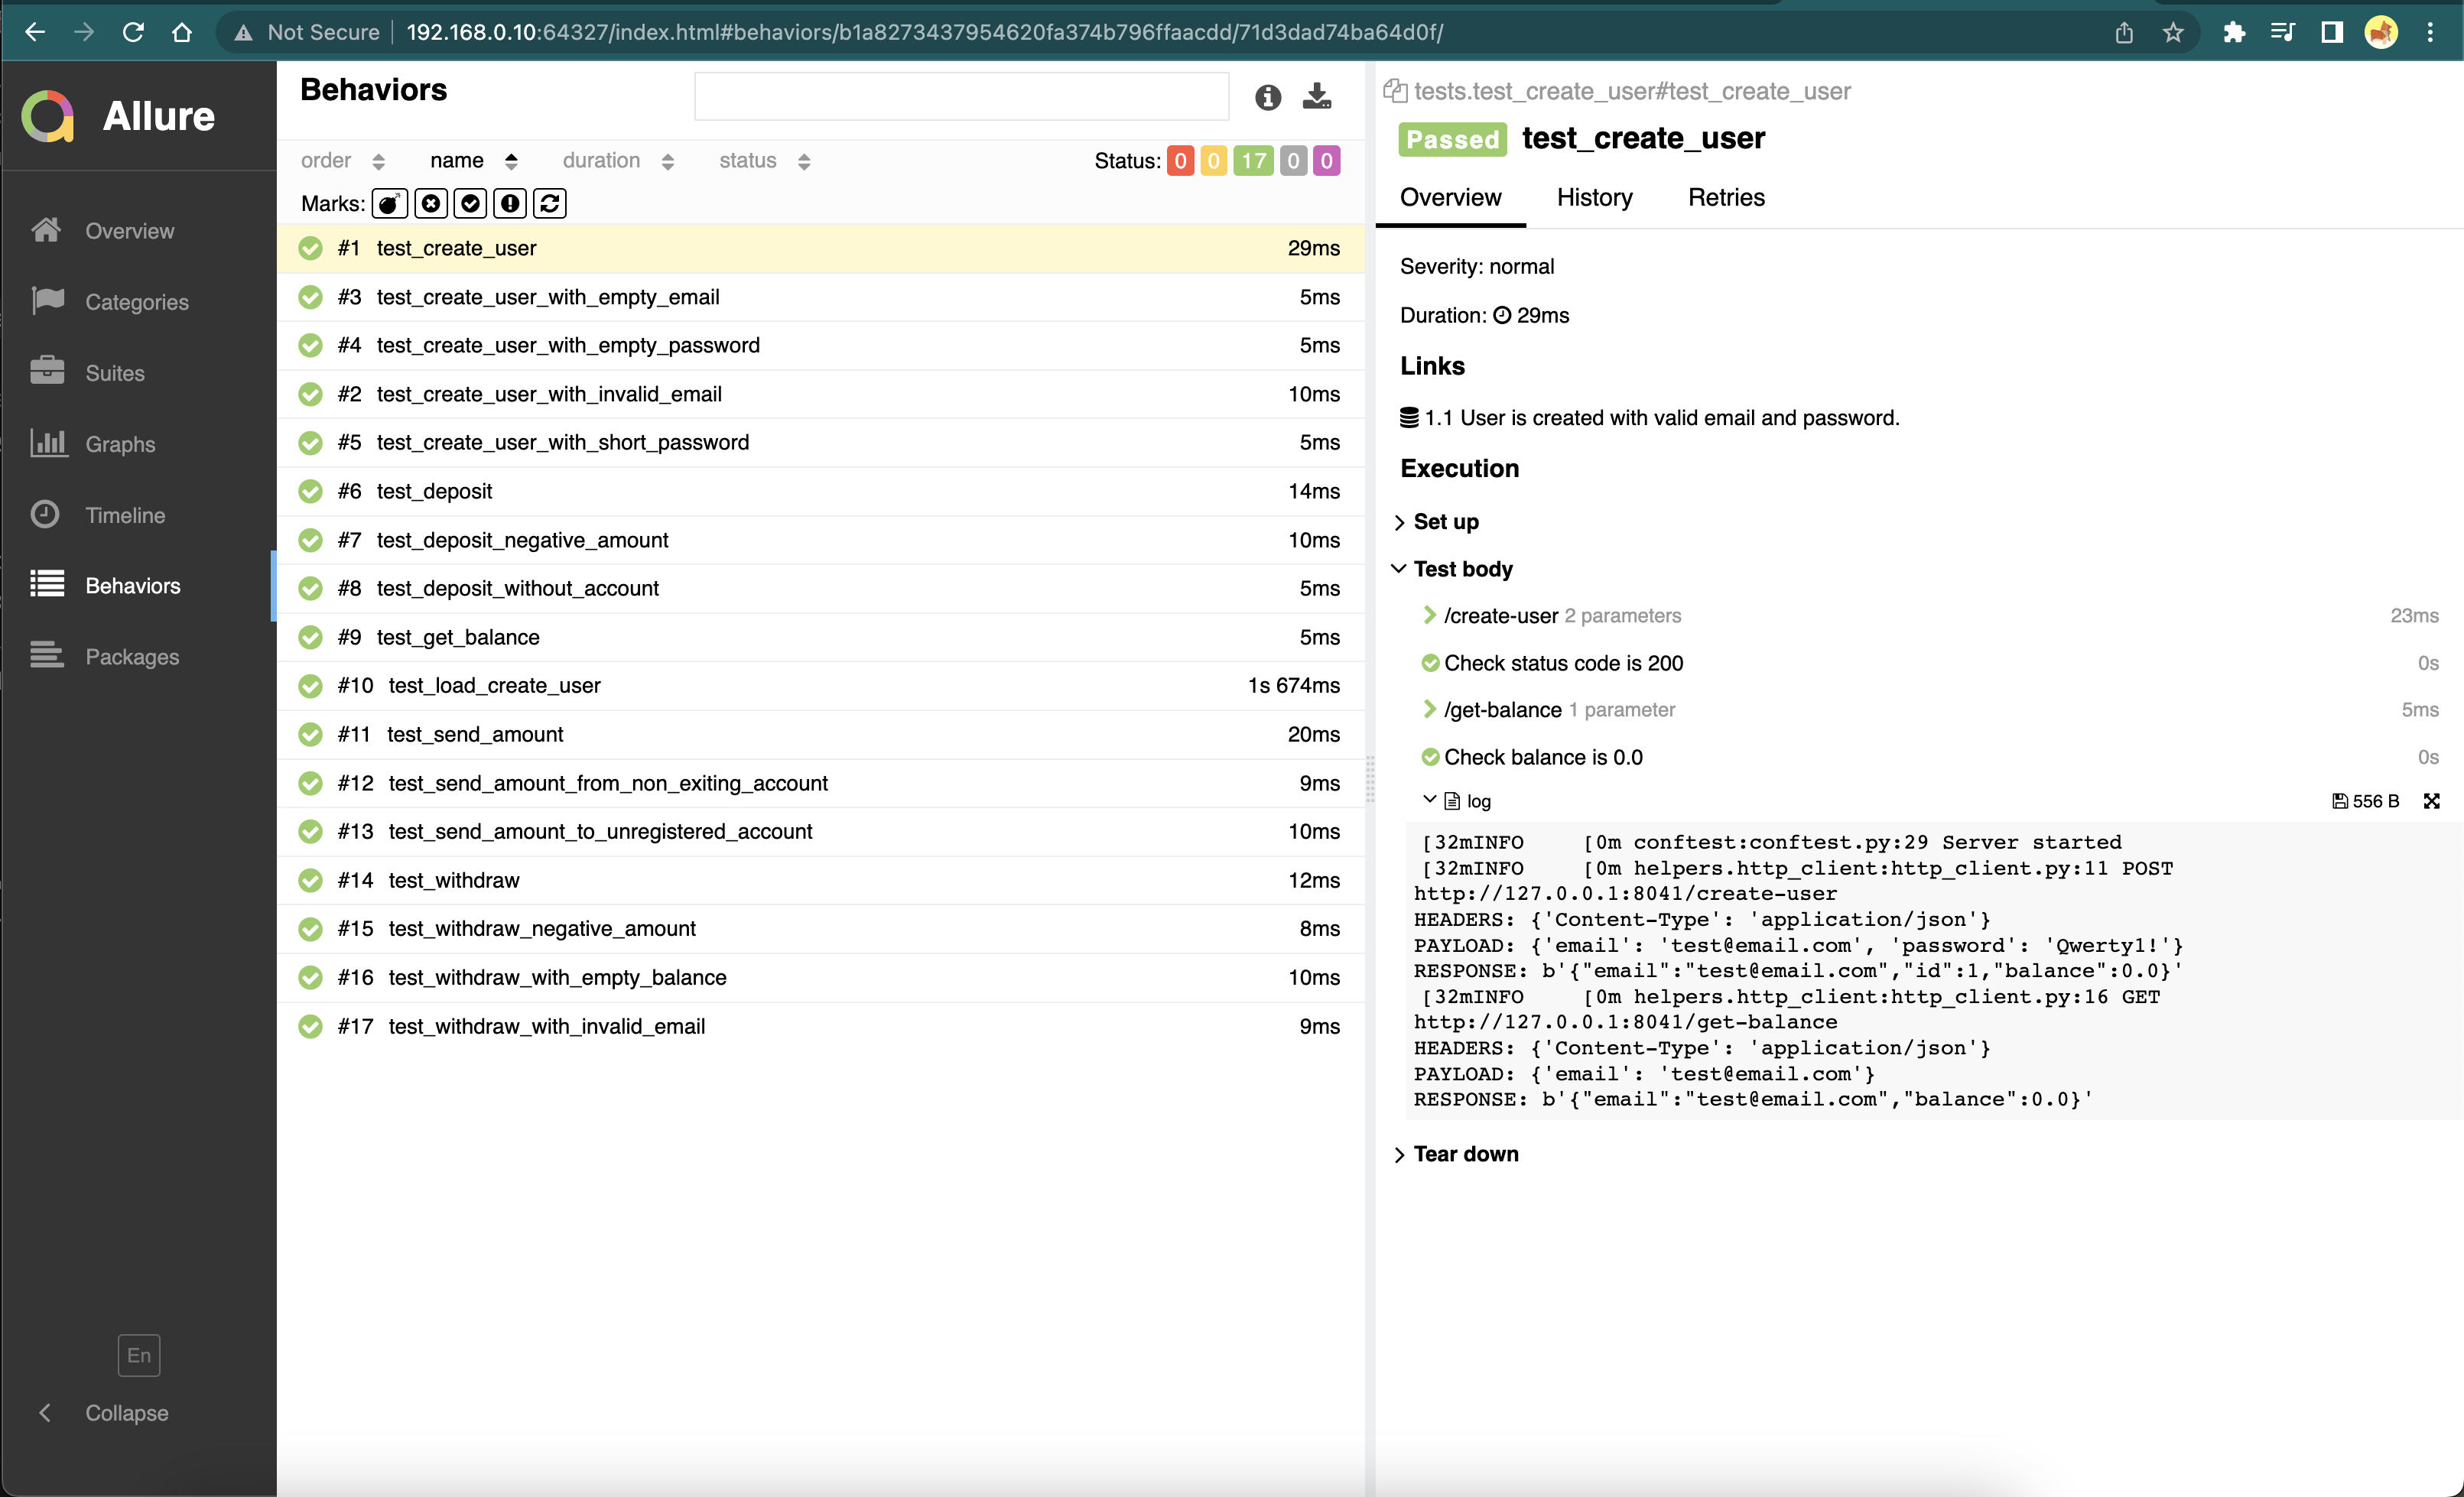 Not Secure 192.168.0.10:64327/index.html#behaviors/b1a8273437954620fa374b796ffaacdd/71d3dad74ba64d0f/
Allure
Overview
Categories
Suites
Graphs
Timeline
Behaviors
Packages
En
Collapse
Behaviors
order name duration status Status: 0 0 17 0 0
Marks:
#1 test_create_user 29ms
#3 test_create_user_with_empty_email 5ms
#4 test_create_user_with_empty_password 5ms
#2 test_create_user_with_invalid_email 10ms
#5 test_create_user_with_short_password 5ms
#6 test_deposit 14ms
#7 test_deposit_negative_amount 10ms
#8 test_deposit_without_account 5ms
#9 test_get_balance 5ms
#10 test_load_create_user 1s 674ms
#11 test_send_amount 20ms
#12 test_send_amount_from_non_exiting_account 9ms
#13 test_send_amount_to_unregistered_account 10ms
#14 test_withdraw 12ms
#15 test_withdraw_negative_amount 8ms
#16 test_withdraw_with_empty_balance 10ms
#17 test_withdraw_with_invalid_email 9ms
tests.test_create_user#test_create_user
Passed test_create_user
Overview History Retries
Severity: normal
Duration: 29ms
Links
1.1 User is created with valid email and password.
Execution
Set up
Test body
/create-user 2 parameters 23ms
Check status code is 200 0s
/get-balance 1 parameter 5ms
Check balance is 0.0 0s
log 556 B
[32mINFO [0m conftest:conftest.py:29 Server started
[32mINFO [0m helpers.http_client:http_client.py:11 POST
http://127.0.0.1:8041/create-user
HEADERS: {'Content-Type': 'application/json'}
PAYLOAD: {'email': 'test@email.com', 'password': 'Qwerty1!'}
RESPONSE: b'{"email":"test@email.com","id":1,"balance":0.0}'
[32mINFO [0m helpers.http_client:http_client.py:16 GET
http://127.0.0.1:8041/get-balance
HEADERS: {'Content-Type': 'application/json'}
PAYLOAD: {'email': 'test@email.com'}
RESPONSE: b'{"email":"test@email.com","balance":0.0}'
Tear down